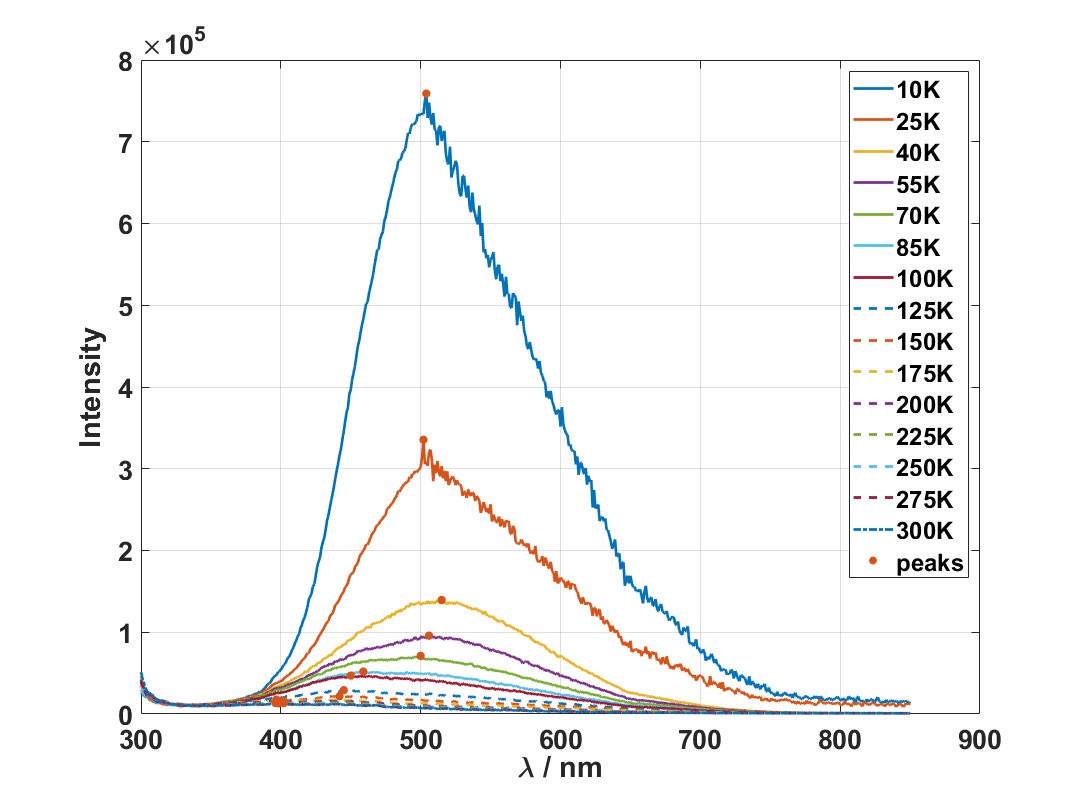 ×10^5
8
7
6
5
4
3
2
1
0
Intensity
300 400 500 600 700 800 900
λ / nm
10K
25K
40K
55K
70K
85K
100K
125K
150K
175K
200K
225K
250K
275K
300K
peaks